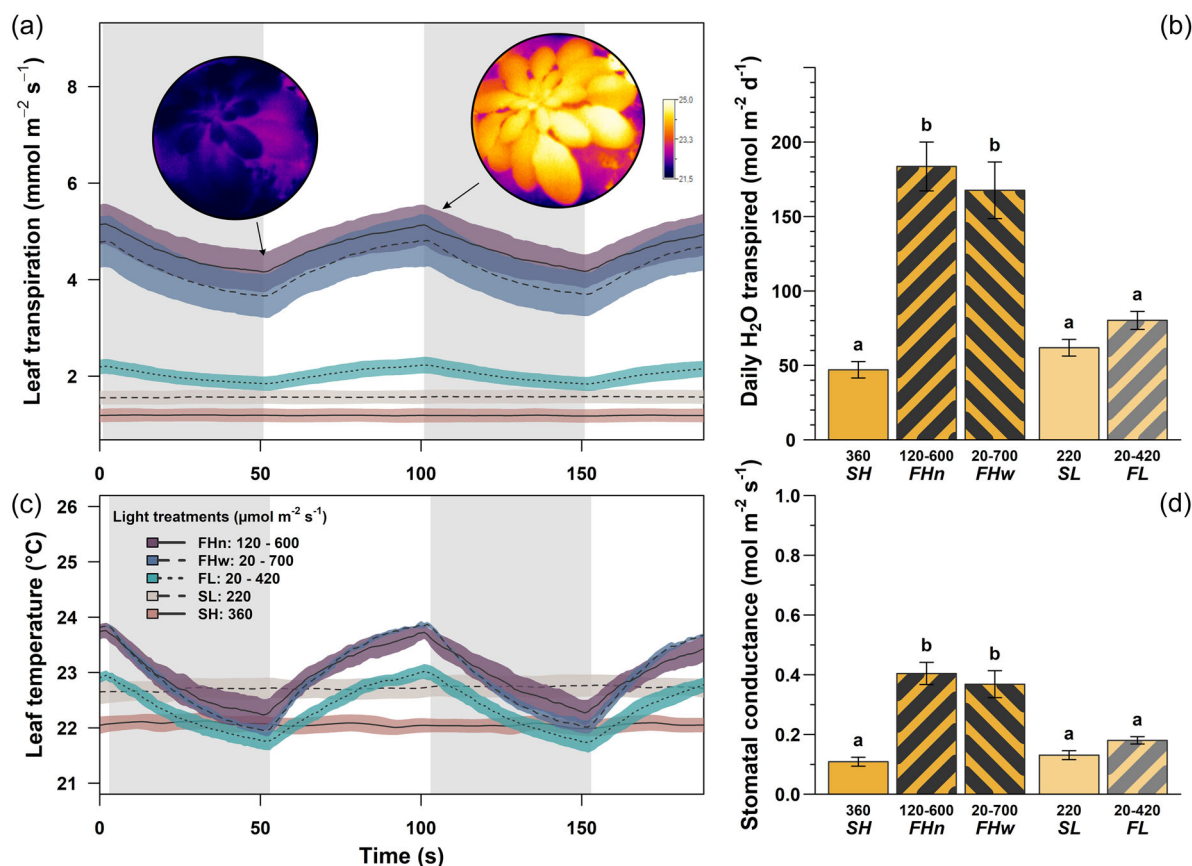 (a)
Leaf transpiration (mmol m⁻² s⁻¹)
8
6
4
2
25.0
23.3
21.5
0
50
100
150
(b)
Daily H₂O transpired (mol m⁻² d⁻¹)
200
150
100
50
0
a
b
b
a
a
360
120-600
20-700
220
20-420
SH
FHn
FHw
SL
FL
(c)
Leaf temperature (°C)
26
25
24
23
22
21
Light treatments (µmol m⁻² s⁻¹)
FHn: 120 - 600
FHw: 20 - 700
FL: 20 - 420
SL: 220
SH: 360
0
50
100
150
Time (s)
(d)
Stomatal conductance (mol m⁻² s⁻¹)
1.0
0.8
0.6
0.4
0.2
0.0
a
b
b
a
a
360
120-600
20-700
220
20-420
SH
FHn
FHw
SL
FL